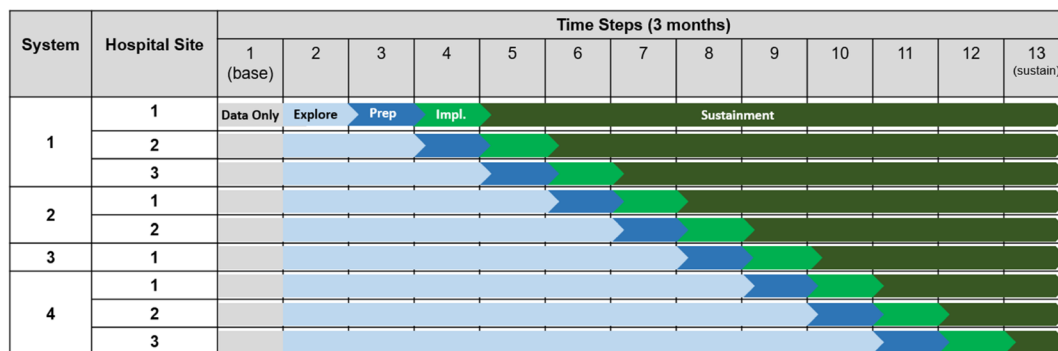 System Hospital Site Time Steps (3 months)
1 2 3 4 5 6 7 8 9 10 11 12 13
(base) (sustain)
1 1 Data Only Explore Prep Impl. Sustainment
2
3
2 1
2
3 1
4 1
2
3